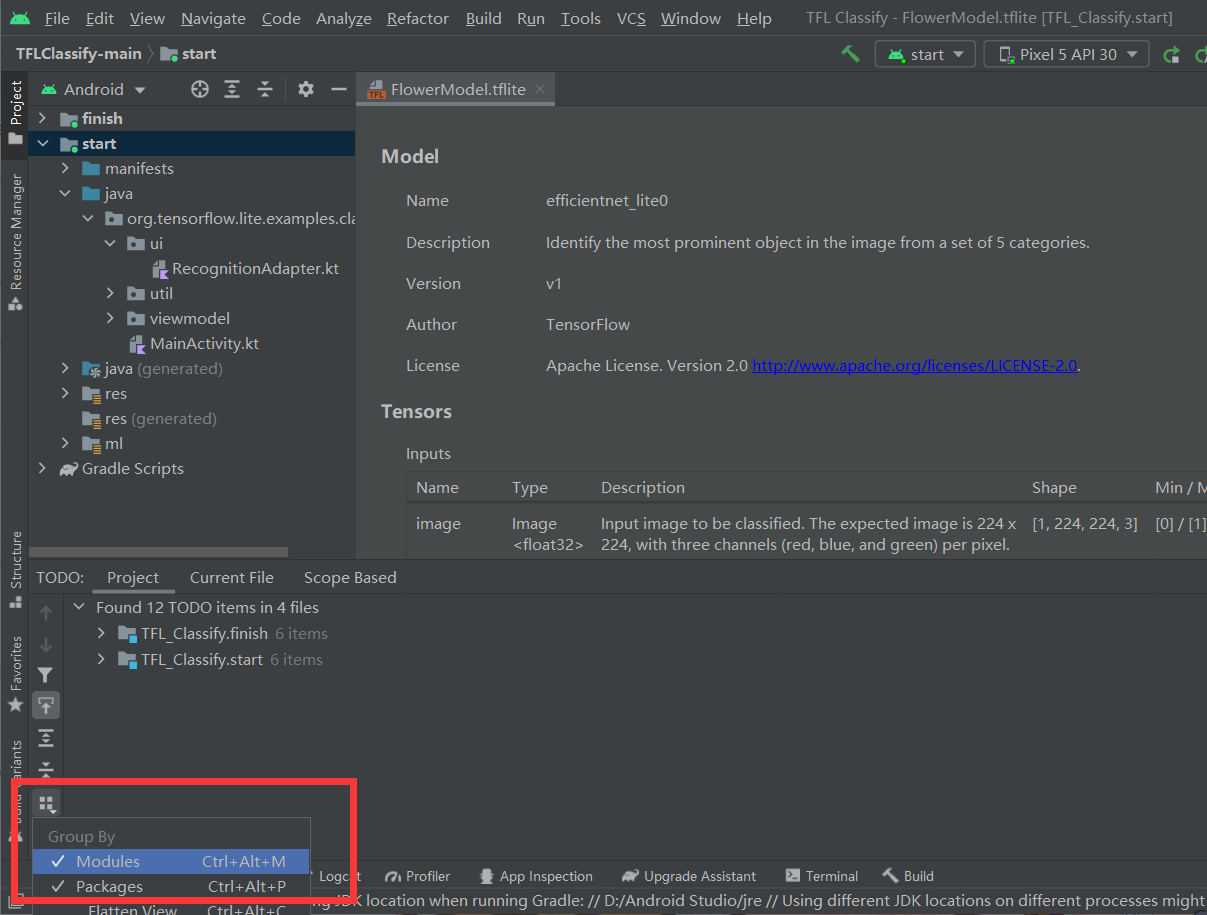 File Edit View Navigate Code Analyze Refactor Build Run Tools VCS Window Help TFL Classify - FlowerModel.tflite [TFL_Classify.start]
TFLClassify-main start start Pixel 5 API 30
Project
Resource Manager
Structure
Favorites
Android
finish
start
manifests
java
org.tensorflow.lite.examples.cla
ui
RecognitionAdapter.kt
util
viewmodel
MainActivity.kt
java (generated)
res
res (generated)
ml
Gradle Scripts
TFL FlowerModel.tflite
Model
Name efficientnet_lite0
Description Identify the most prominent object in the image from a set of 5 categories.
Version v1
Author TensorFlow
License Apache License. Version 2.0 http://www.apache.org/licenses/LICENSE-2.0.
Tensors
Inputs
Name Type Description Shape Min / M
image Image Input image to be classified. The expected image is 224 x [1, 224, 224, 3] [0] / [1]
<float32> 224, with three channels (red, blue, and green) per pixel.
TODO: Project Current File Scope Based
Found 12 TODO items in 4 files
TFL_Classify.finish 6 items
TFL_Classify.start 6 items
Group By
Modules Ctrl+Alt+M
Packages Ctrl+Alt+P
Flatten View Ctrl+Alt+C
Logcat Profiler App Inspection Upgrade Assistant Terminal Build
ng JDK location when running Gradle: // D:/Android Studio/jre // Using different JDK locations on different processes might